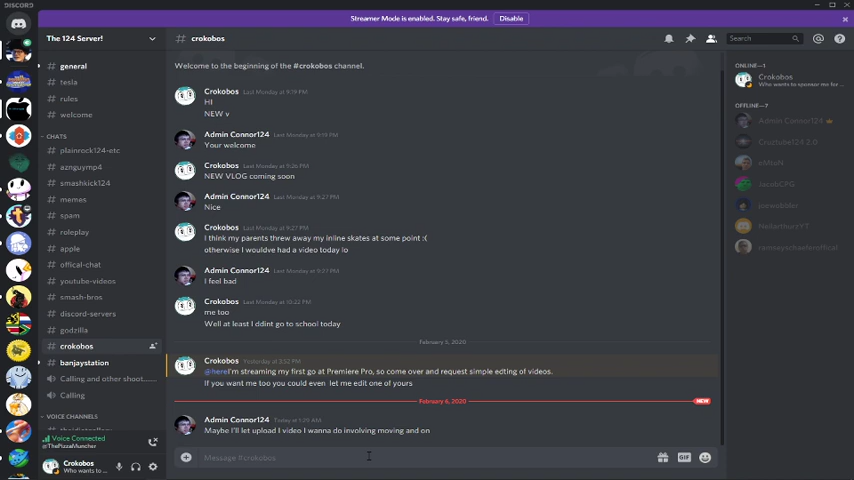 DISCORD
Streamer Mode is enabled. Stay safe, friend.
Disable
The 124 Server!
# crokobos
Search
# general
# tesla
# rules
# welcome
CHATS
# plainrock124-etc
# aznguymp4
# smashkick124
# memes
# spam
# roleplay
# apple
# offical-chat
# youtube-videos
# smash-bros
# discord-servers
# godzilla
# crokobos
# banjaystation
Calling and other shoot......
Calling
VOICE CHANNELS
Voice Connected
@ThePizzaMuncher
Crokobos
Who wants to ...
Welcome to the beginning of the #crokobos channel.
Crokobos Last Monday at 9:19 PM
HI
NEW v
Admin Connor124 Last Monday at 9:19 PM
Your welcome
Crokobos Last Monday at 9:26 PM
NEW VLOG coming soon
Admin Connor124 Last Monday at 9:27 PM
Nice
Crokobos Last Monday at 9:27 PM
I think my parents threw away my inline skates at some point :(
otherwise I wouldve had a video today lo
Admin Connor124 Last Monday at 9:31 PM
I feel bad
Crokobos Last Monday at 10:22 PM
me too
Well at least I ddint go to school today
February 5, 2020
Crokobos Yesterday at 3:52 PM
@here I'm streaming my first go at Premiere Pro, so come over and request simple edting of videos.
If you want me too you could even let me edit one of yours
February 6, 2020
NEW
Admin Connor124 Today at 1:20 AM
Maybe I'll let upload I video I wanna do involving moving and on
Message #crokobos
GIF
ONLINE—1
Crokobos
Who wants to sponsor me for ...
OFFLINE—7
Admin Connor124
Croctube124 2.0
eMsoN
JacobCPG
joewobster
ramseyschaeferoffical